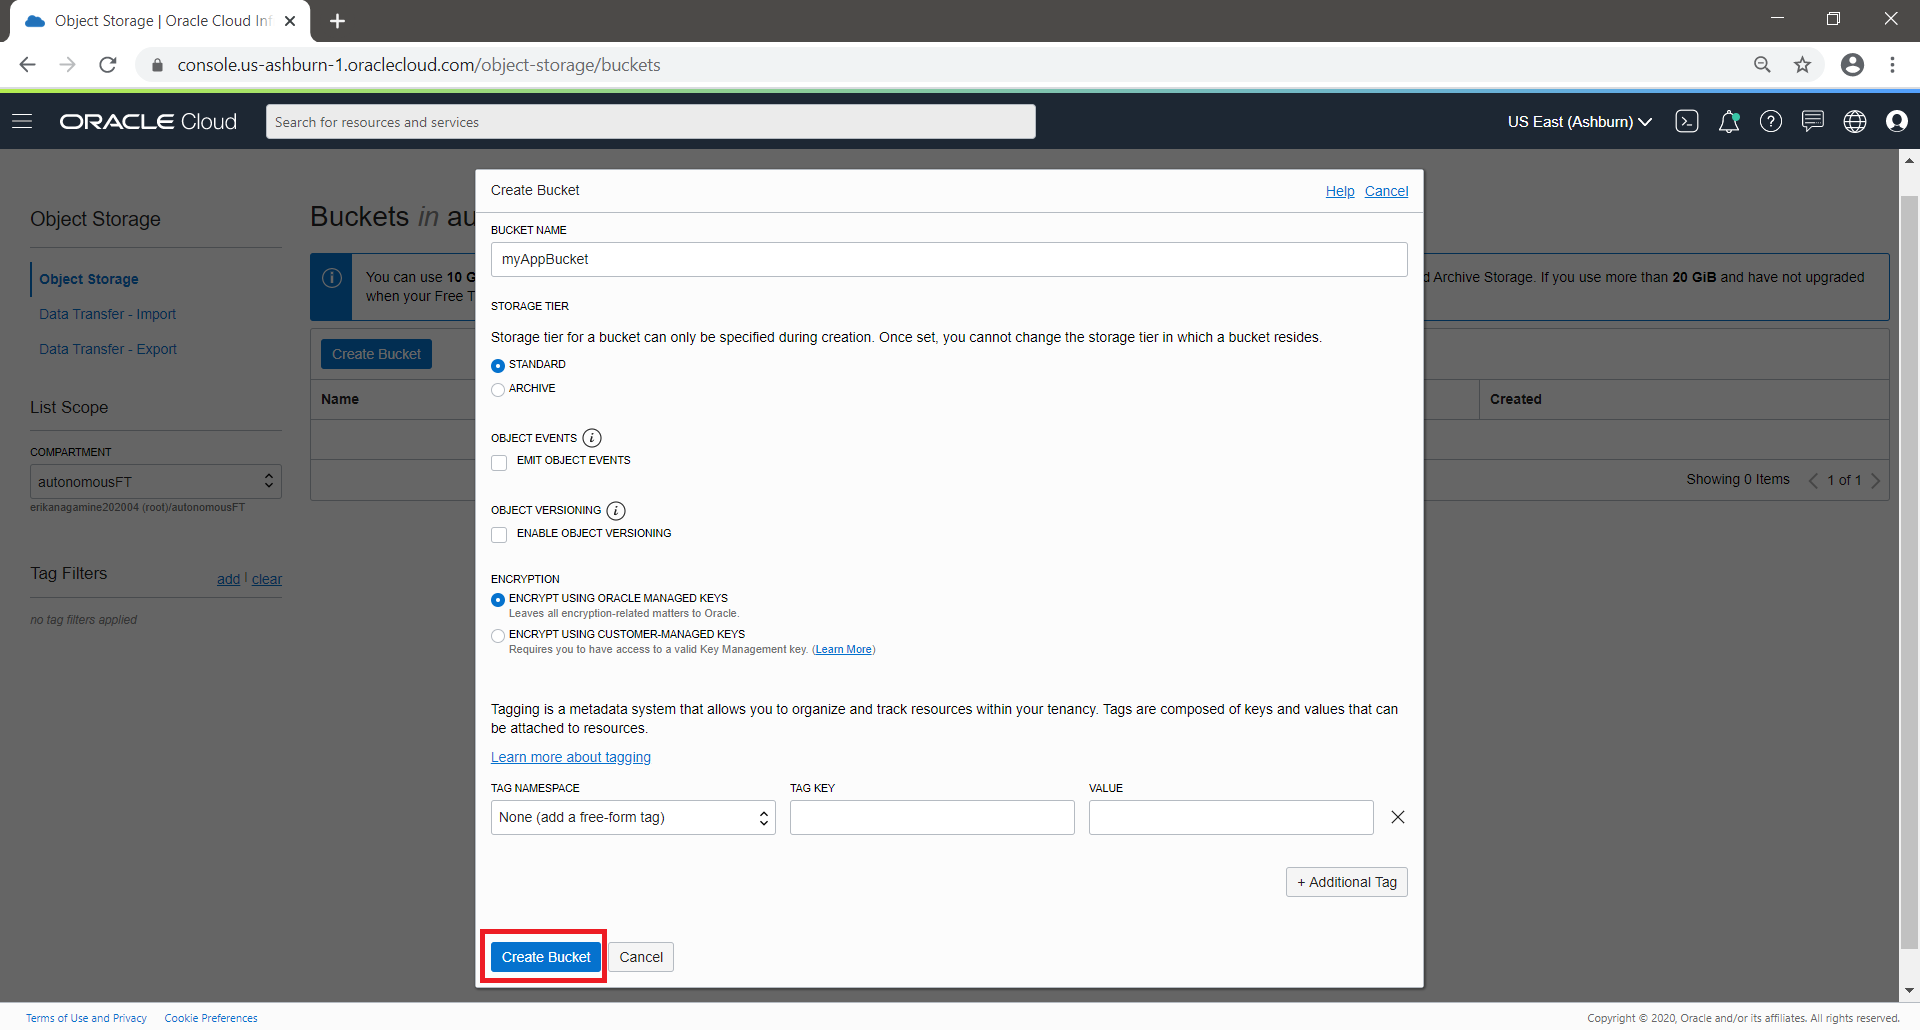 Object Storage | Oracle Cloud Inf
console.us-ashburn-1.oraclecloud.com/object-storage/buckets
ORACLE Cloud
Search for resources and services
US East (Ashburn)
Object Storage
Object Storage
Data Transfer - Import
Data Transfer - Export
List Scope
COMPARTMENT
autonomousFT
erikanagamine202004 (root)/autonomousFT
Tag Filters
add | clear
no tag filters applied
Buckets in au
You can use 10 G
when your Free T
d Archive Storage. If you use more than 20 GiB and have not upgraded
Create Bucket
Name
Created
Showing 0 Items
1 of 1
Create Bucket
Help Cancel
BUCKET NAME
myAppBucket
STORAGE TIER
Storage tier for a bucket can only be specified during creation. Once set, you cannot change the storage tier in which a bucket resides.
STANDARD
ARCHIVE
OBJECT EVENTS i
EMIT OBJECT EVENTS
OBJECT VERSIONING i
ENABLE OBJECT VERSIONING
ENCRYPTION
ENCRYPT USING ORACLE MANAGED KEYS
Leaves all encryption-related matters to Oracle.
ENCRYPT USING CUSTOMER-MANAGED KEYS
Requires you to have access to a valid Key Management key. (Learn More)
Tagging is a metadata system that allows you to organize and track resources within your tenancy. Tags are composed of keys and values that can
be attached to resources.
Learn more about tagging
TAG NAMESPACE TAG KEY VALUE
None (add a free-form tag)
+ Additional Tag
Create Bucket Cancel
Terms of Use and Privacy Cookie Preferences
Copyright © 2020, Oracle and/or its affiliates. All rights reserved.